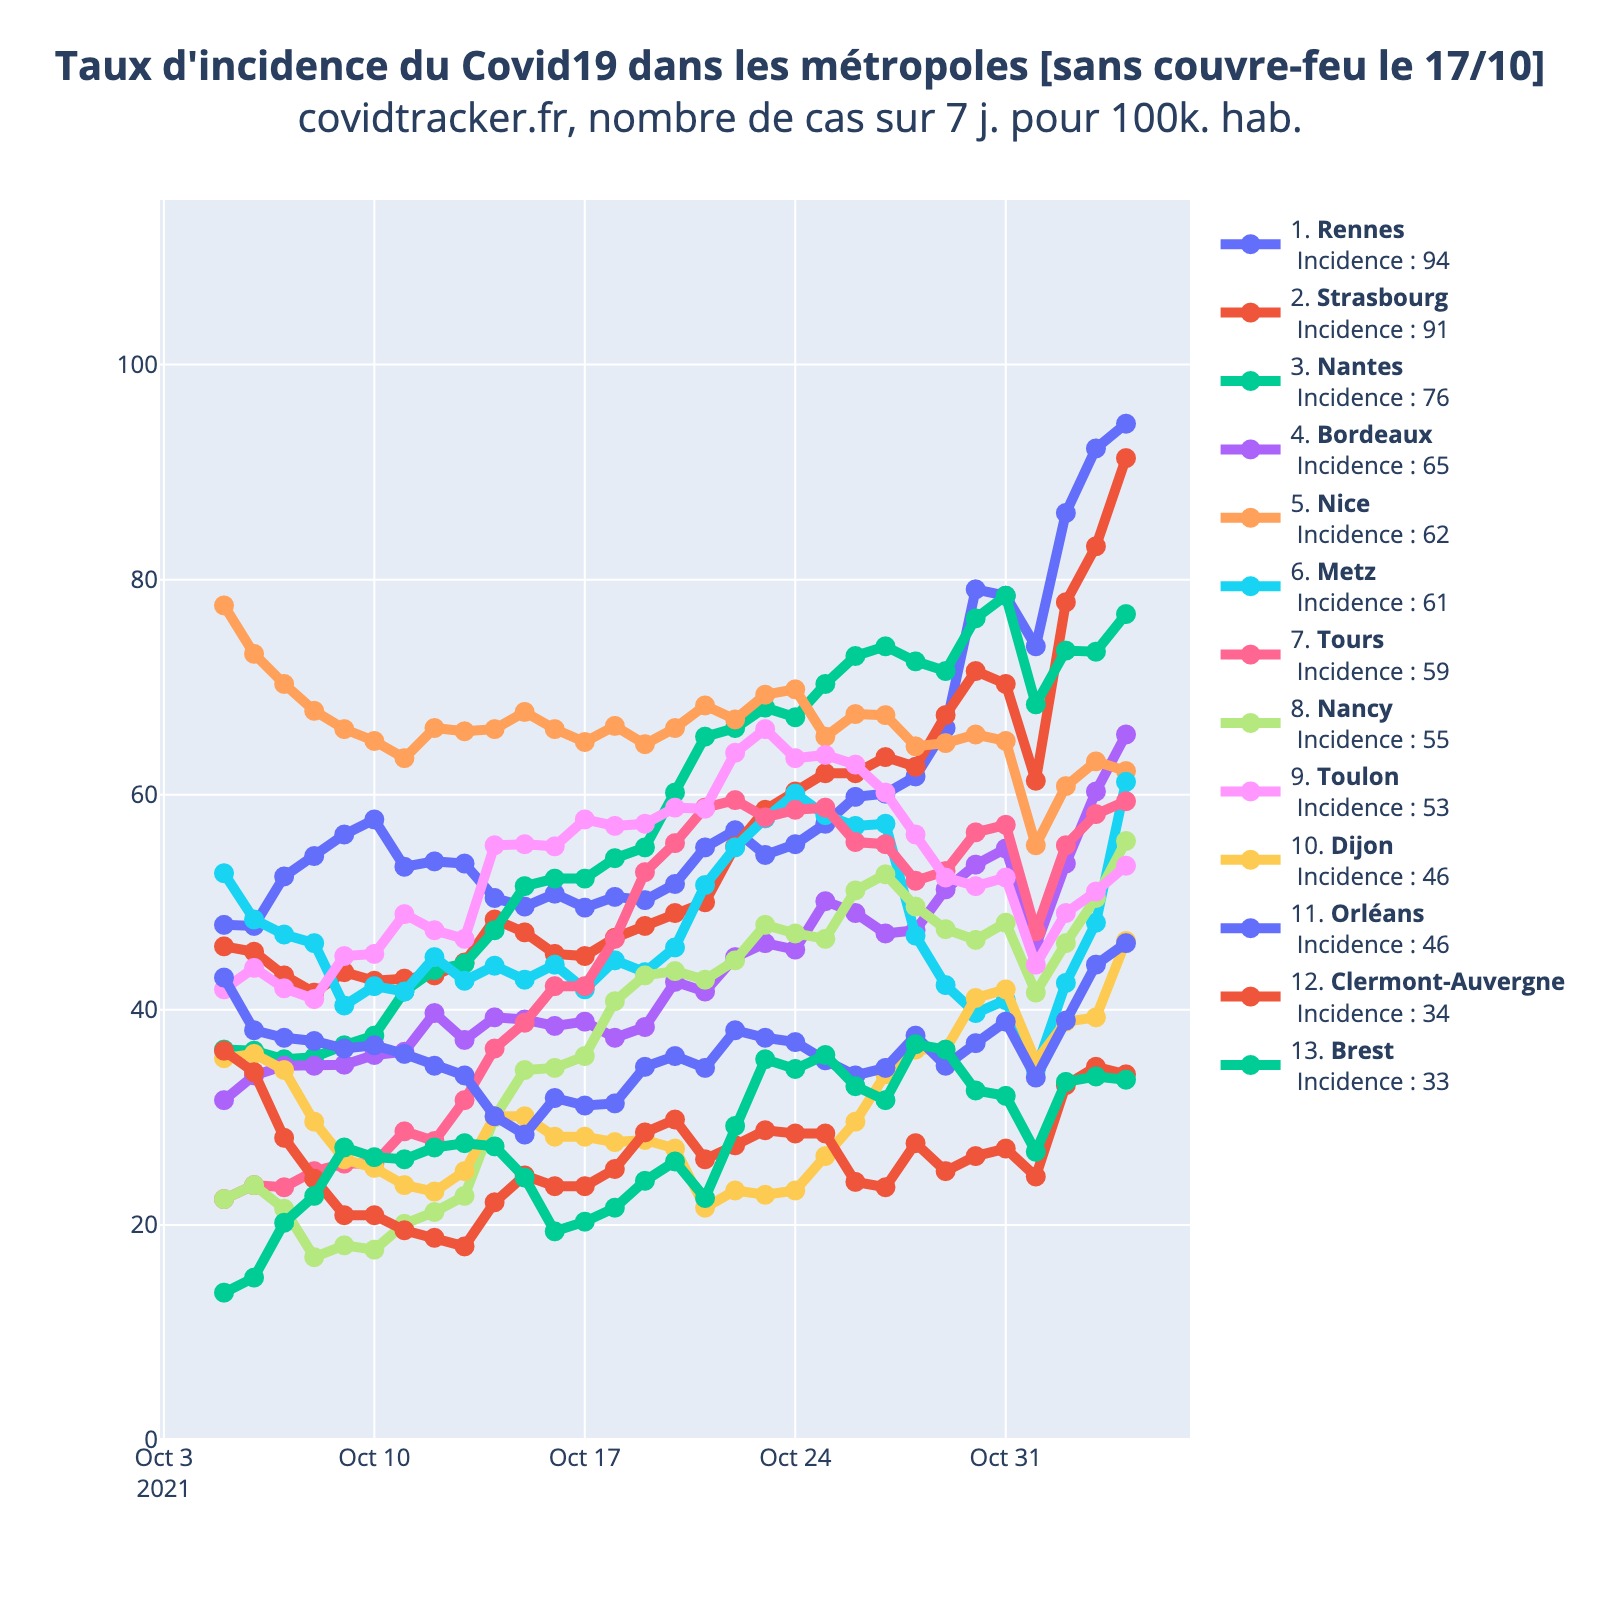 Taux d'incidence du Covid19 dans les métropoles [sans couvre-feu le 17/10]
covidtracker.fr, nombre de cas sur 7 j. pour 100k. hab.
1. Rennes
Incidence : 94
2. Strasbourg
Incidence : 91
3. Nantes
Incidence : 76
4. Bordeaux
Incidence : 65
5. Nice
Incidence : 62
6. Metz
Incidence : 61
7. Tours
Incidence : 59
8. Nancy
Incidence : 55
9. Toulon
Incidence : 53
10. Dijon
Incidence : 46
11. Orléans
Incidence : 46
12. Clermont-Auvergne
Incidence : 34
13. Brest
Incidence : 33
100
80
60
40
20
0
Oct 3 Oct 10 Oct 17 Oct 24 Oct 31
2021